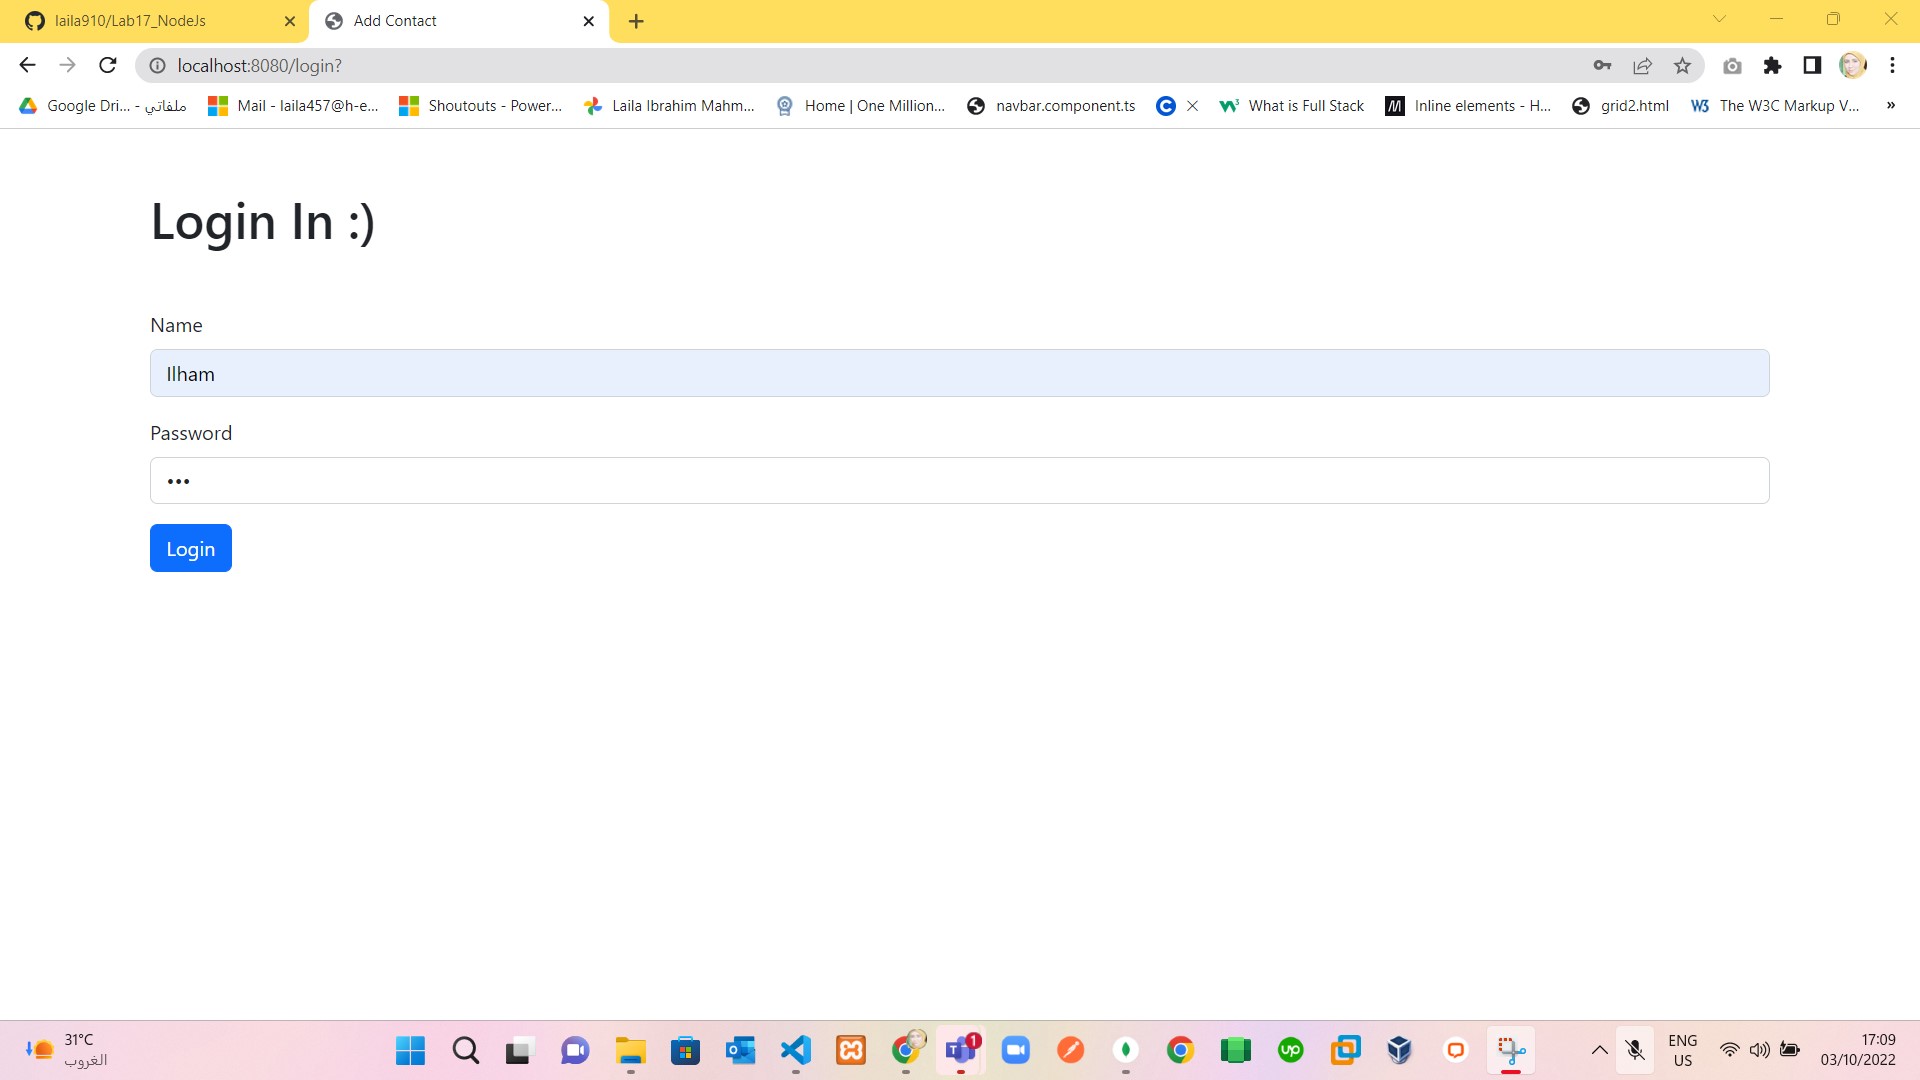 laila910/Lab17_NodeJs
Add Contact
localhost:8080/login?
Google Dri... - ملفاتي
Mail - laila457@h-e...
Shoutouts - Power...
Laila Ibrahim Mahm...
Home | One Million...
navbar.component.ts
What is Full Stack
Inline elements - H...
grid2.html
The W3C Markup V...
»
Login In :)
Name
Ilham
Password
•••
Login
31°C
الغروب
1
ENG
US
17:09
03/10/2022